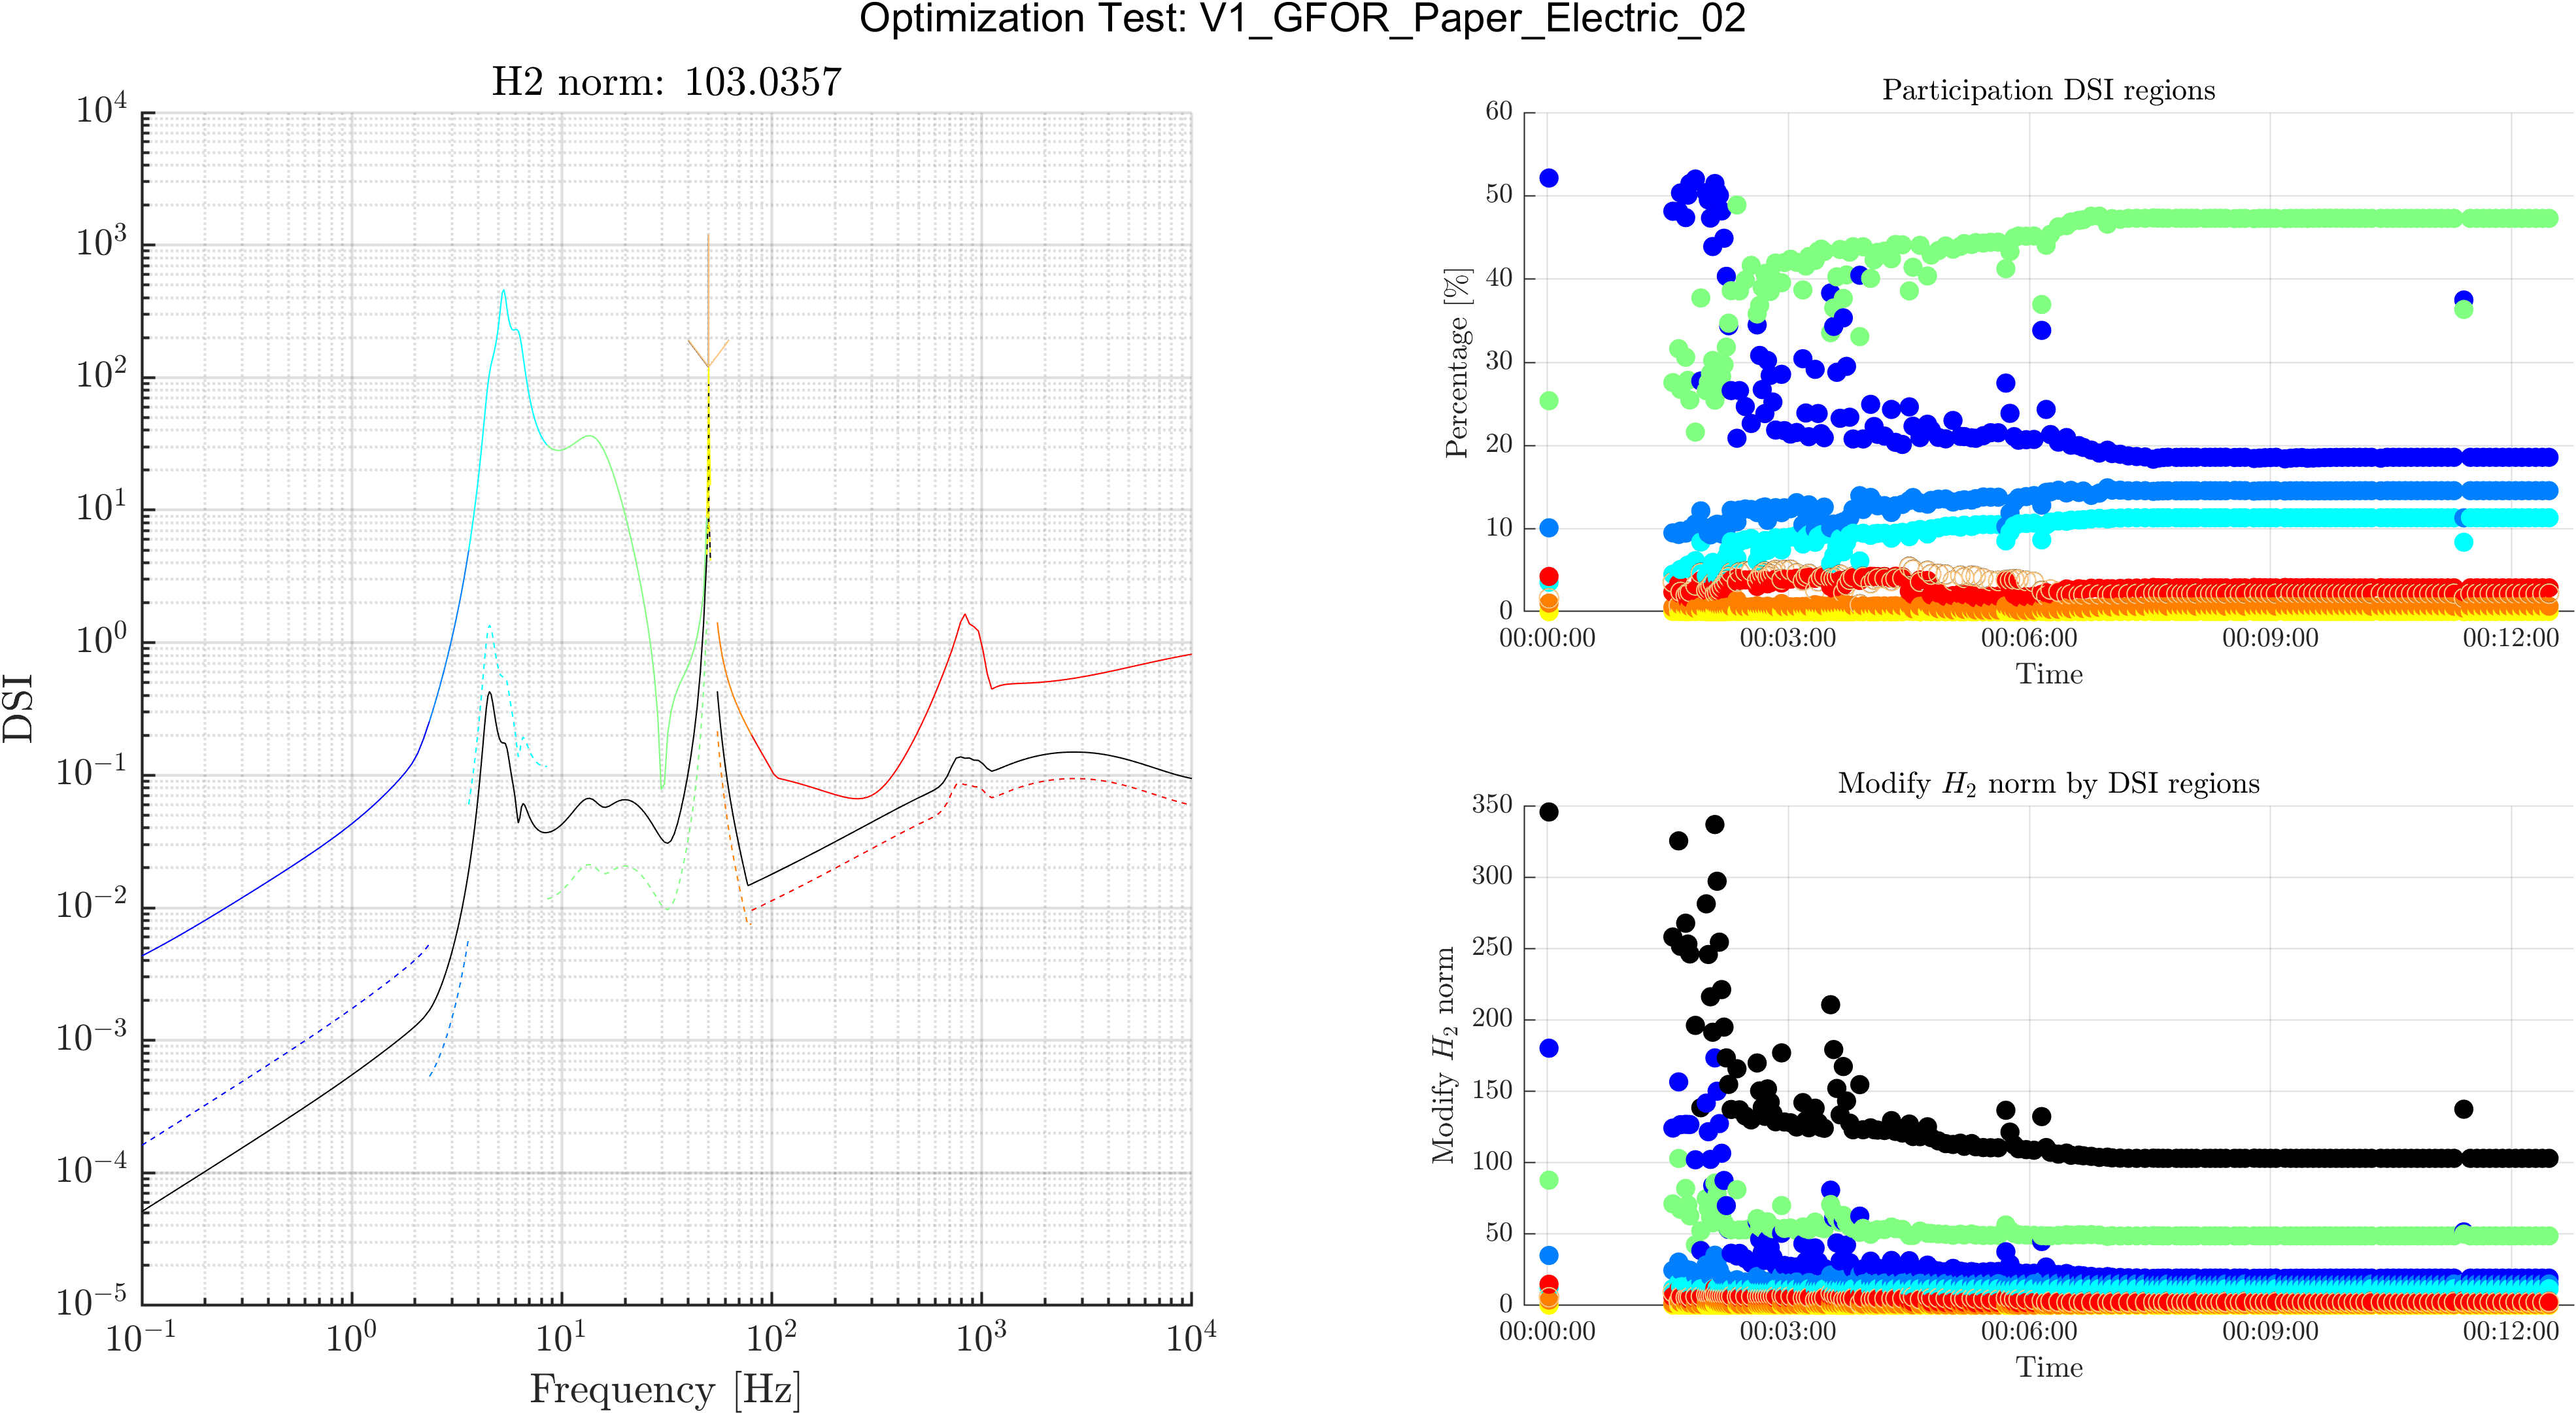 Optimization Test: V1_GFOR_Paper_Electric_02
H2 norm: 103.0357
10^4
10^3
10^2
10^1
10^0
10^-1
10^-2
10^-3
10^-4
10^-5
DSI
10^-1 10^0 10^1 10^2 10^3 10^4
Frequency [Hz]
Participation DSI regions
60
50
40
30
20
10
0
Percentage [%]
00:00:00 00:03:00 00:06:00 00:09:00 00:12:00
Time
Modify H_2 norm by DSI regions
350
300
250
200
150
100
50
0
Modify H_2 norm
00:00:00 00:03:00 00:06:00 00:09:00 00:12:00
Time